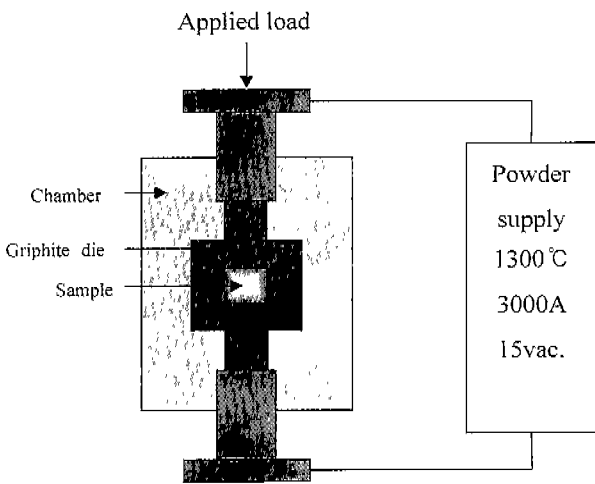 Applied load
Chamber
Griphite die
Sample
Powder
supply
1300℃
3000A
15vac.